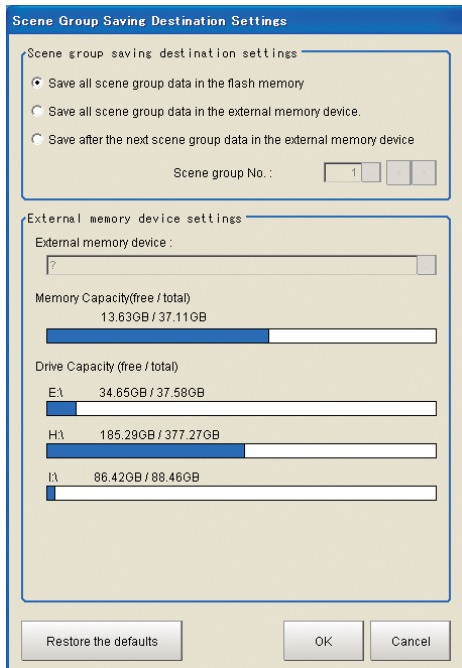 Scene Group Saving Destination Settings
Scene group saving destination settings
Save all scene group data in the flash memory
Save all scene group data in the external memory device.
Save after the next scene group data in the external memory device
Scene group No. : 1
External memory device settings
External memory device :
?
Memory Capacity(free / total)
13.63GB / 37.11GB
Drive Capacity (free / total)
E:\ 34.65GB / 37.58GB
H:\ 185.29GB / 377.27GB
I:\ 86.42GB / 88.46GB
Restore the defaults OK Cancel